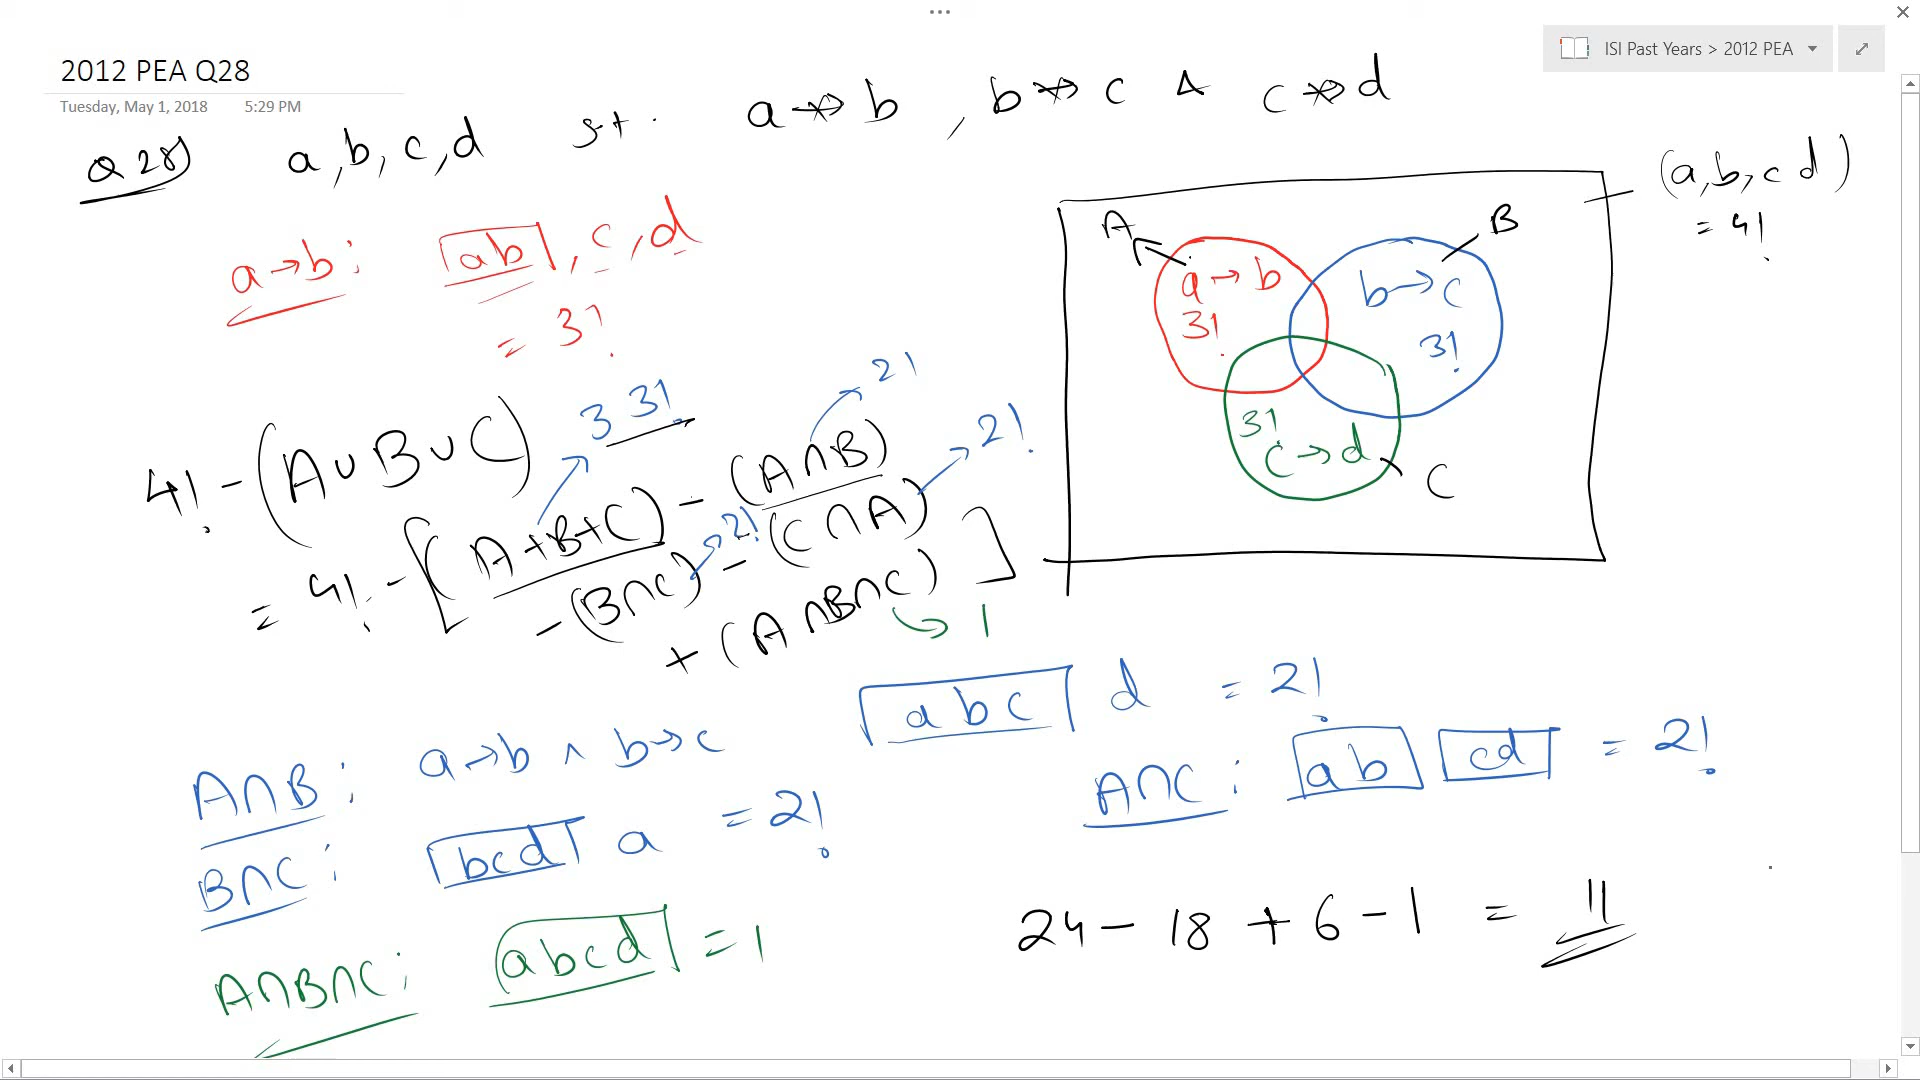 ...
ISI Past Years > 2012 PEA
2012 PEA Q28
Tuesday, May 1, 2018 5:29 PM
Q 28) a, b, c, d st. a ↛ b, b ↛ c & c ↛ d
(a, b, c d)
= 4!
a → b : ab, c, d
= 3!
A
B
a → b
3!
b → c
3!
3!
c → d
C
4! - (A ∪ B ∪ C)
3 3!
2!
2!
= 4! - [(A + B + C) - (A ∩ B)
- (B ∩ C) 2! - (C ∩ A)
+ (A ∩ B ∩ C)]
1
A∩B : a → b ∧ b → c abc d = 2!
B∩C : bcd a = 2!
A∩C : ab cd = 2!
A∩B∩C : abcd = 1
24 - 18 + 6 - 1 = 11